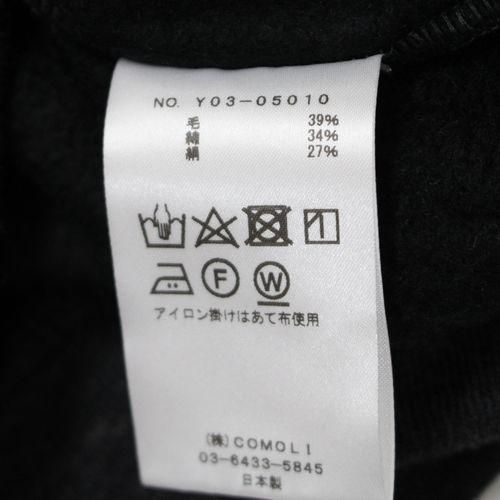 NO. Y03-05010
毛 39%
綿 34%
絹 27%
F W
アイロン掛けはあて布使用
(株)COMOLI
03-6433-5845
日本製